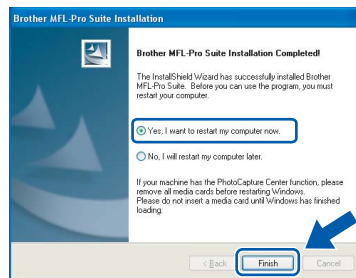 Brother MFL-Pro Suite Installation
Brother MFL-Pro Suite Installation Completed!
The InstallShield Wizard has successfully installed Brother
MFL-Pro Suite. Before you can use the program, you must
restart your computer.
Yes, I want to restart my computer now.
No, I will restart my computer later.
If your machine has the PhotoCapture Center function, please
remove all media cards before restarting Windows.
Please do not insert a media card until Windows has finished
loading.
< Back Finish Cancel